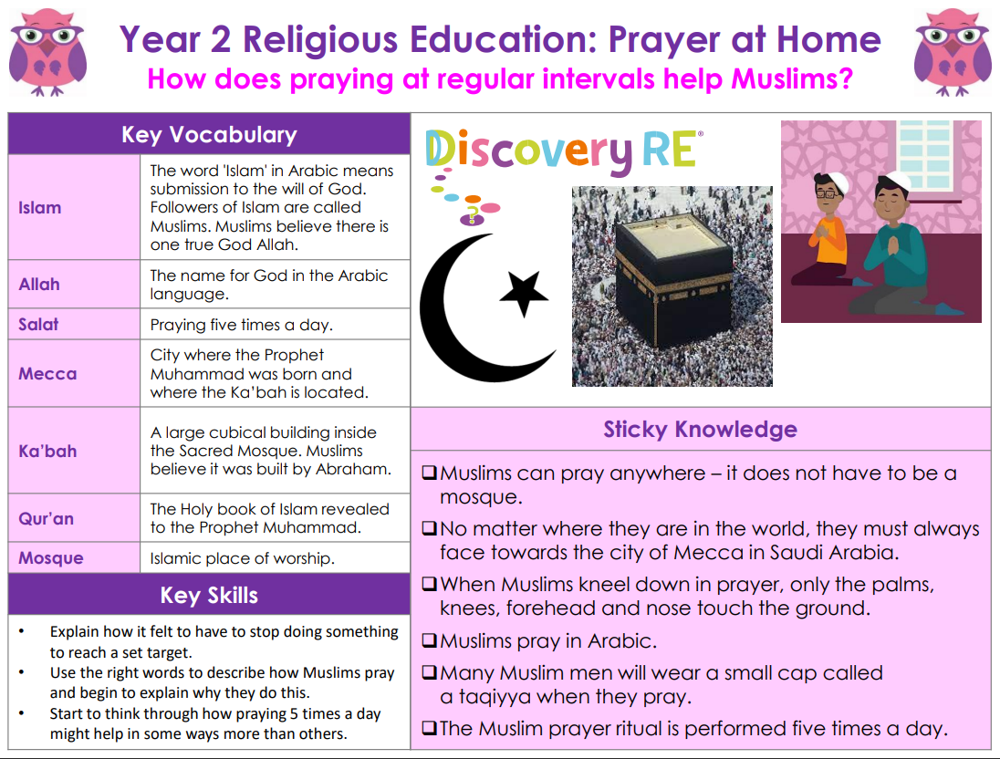 Year 2 Religious Education: Prayer at Home
How does praying at regular intervals help Muslims?
Key Vocabulary
Islam
The word 'Islam' in Arabic means
submission to the will of God.
Followers of Islam are called
Muslims. Muslims believe there is
one true God Allah.
Allah
The name for God in the Arabic
language.
Salat
Praying five times a day.
Mecca
City where the Prophet
Muhammad was born and
where the Ka’bah is located.
Ka’bah
A large cubical building inside
the Sacred Mosque. Muslims
believe it was built by Abraham.
Qur’an
The Holy book of Islam revealed
to the Prophet Muhammad.
Mosque
Islamic place of worship.
Key Skills
• Explain how it felt to have to stop doing something
to reach a set target.
• Use the right words to describe how Muslims pray
and begin to explain why they do this.
• Start to think through how praying 5 times a day
might help in some ways more than others.
Discovery RE®
?
Sticky Knowledge
❑Muslims can pray anywhere – it does not have to be a
mosque.
❑No matter where they are in the world, they must always
face towards the city of Mecca in Saudi Arabia.
❑When Muslims kneel down in prayer, only the palms,
knees, forehead and nose touch the ground.
❑Muslims pray in Arabic.
❑Many Muslim men will wear a small cap called
a taqiyya when they pray.
❑The Muslim prayer ritual is performed five times a day.